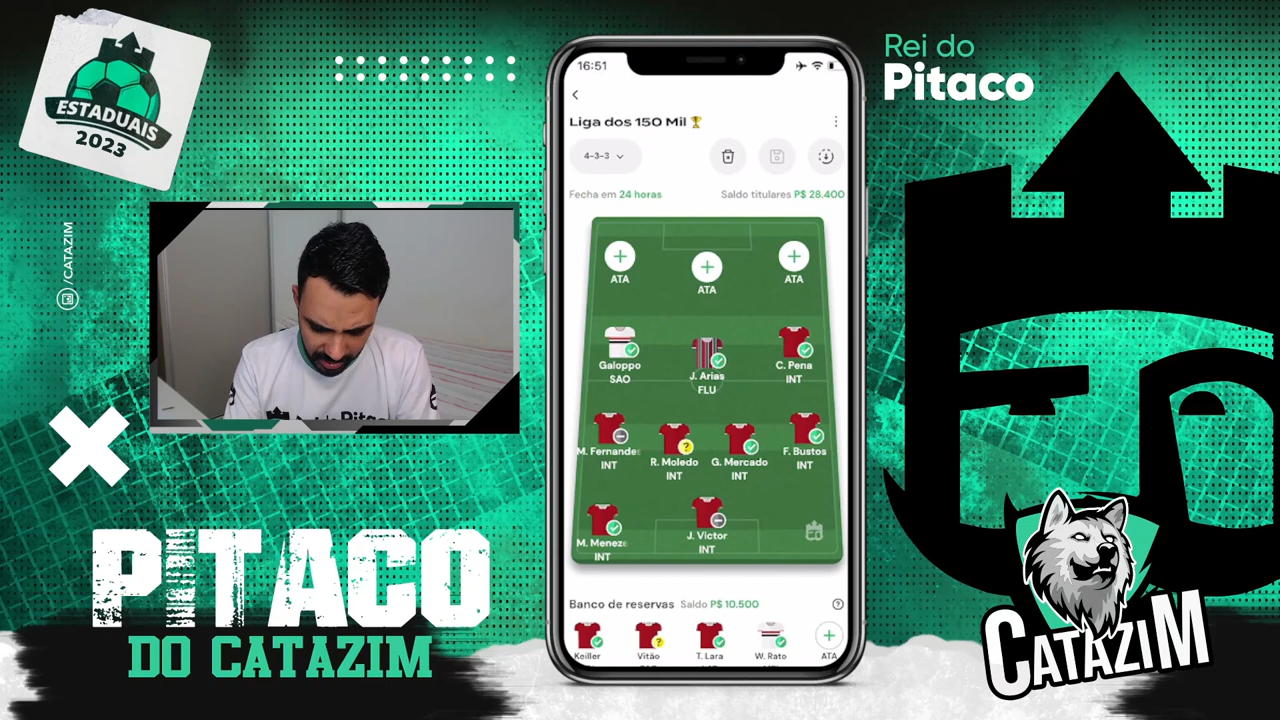 ESTADUAIS
2023
/CATAZIM
PITACO
DO CATAZIM
16:51
Liga dos 150 Mil
4-3-3
Fecha em 24 horas
Saldo titulares P$ 28.400
ATA
ATA
ATA
Galoppo
SAO
J. Arias
FLU
C. Pena
INT
M. Fernande
INT
R. Moledo
INT
G. Mercado
INT
F. Bustos
INT
M. Meneze
INT
J. Victor
INT
Banco de reservas Saldo P$ 10.500
Keiller
Vitão
T. Lara
W. Rato
ATA
Rei do
Pitaco
CATAZIM